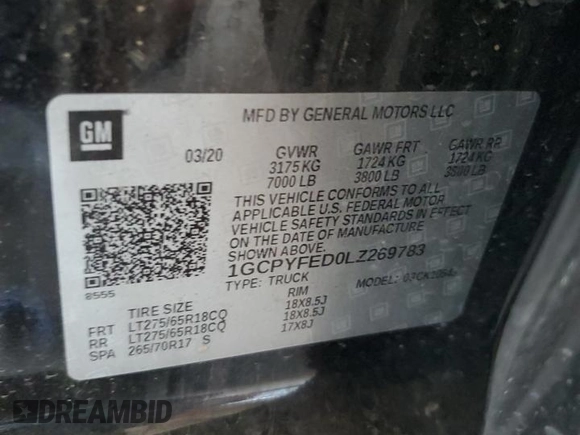 GM
MFD BY GENERAL MOTORS LLC
03/20
GVWR GAWR FRT GAWR RR
3175 KG 1724 KG 1724 KG
7000 LB 3800 LB 3800 LB
THIS VEHICLE CONFORMS TO ALL
APPLICABLE U.S. FEDERAL MOTOR
VEHICLE SAFETY STANDARDS IN EFFECT
ON THE DATE OF MANUFACTURE
SHOWN ABOVE.
1GCPYFED0LZ269783
8555
TYPE: TRUCK MODEL:
TIRE SIZE RIM
FRT LT275/65R18CQ 18X8.5J
RR LT275/65R18CQ 18X8.5J
SPA 265/70R17 S 17X8J
DREAMBID